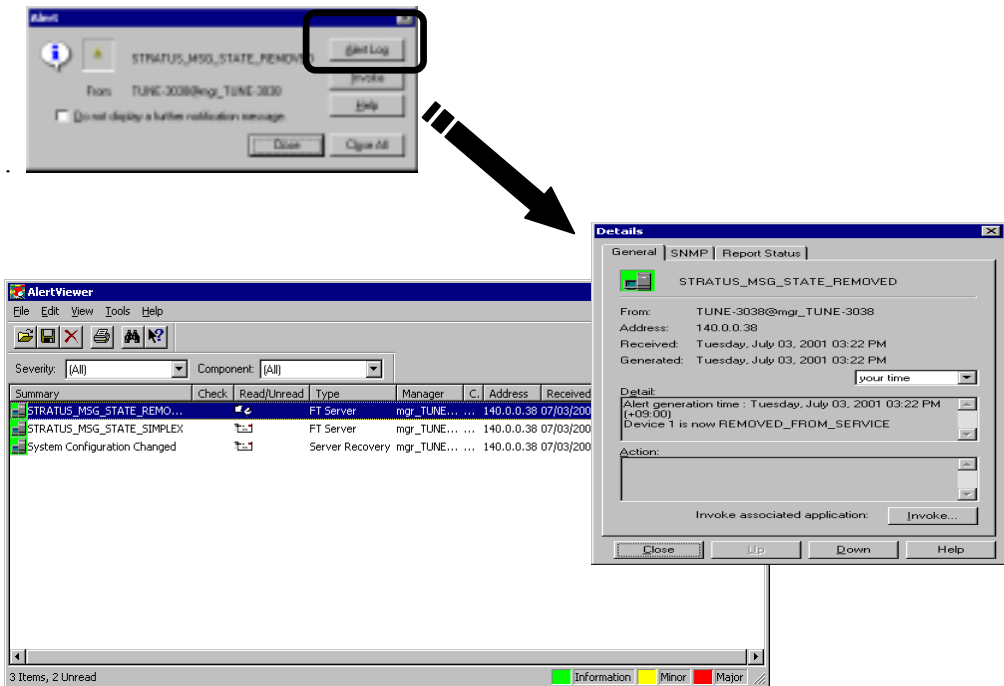 Alert
STRATUS_MSG_STATE_REMOVED
Alert Log
Invoke
From: TUNE-3038@mgr_TUNE-3038
Help
Do not display a further notification message.
Close
Clear All
.
Details
General SNMP Report Status
STRATUS_MSG_STATE_REMOVED
From: TUNE-3038@mgr_TUNE-3038
Address: 140.0.0.38
Received: Tuesday, July 03, 2001 03:22 PM
Generated: Tuesday, July 03, 2001 03:22 PM
your time
Detail:
Alert generation time : Tuesday, July 03, 2001 03:22 PM
(+09:00)
Device 1 is now REMOVED_FROM_SERVICE
Action:
Invoke associated application: Invoke...
Close Up Down Help
AlertViewer
File Edit View Tools Help
Severity: (All) Component: (All)
Summary Check Read/Unread Type Manager C. Address Received
STRATUS_MSG_STATE_REMO... FT Server mgr_TUNE... ... 140.0.0.38 07/03/200
STRATUS_MSG_STATE_SIMPLEX FT Server mgr_TUNE... ... 140.0.0.38 07/03/200
System Configuration Changed Server Recovery mgr_TUNE... ... 140.0.0.38 07/03/200
3 Items, 2 Unread
Information Minor Major